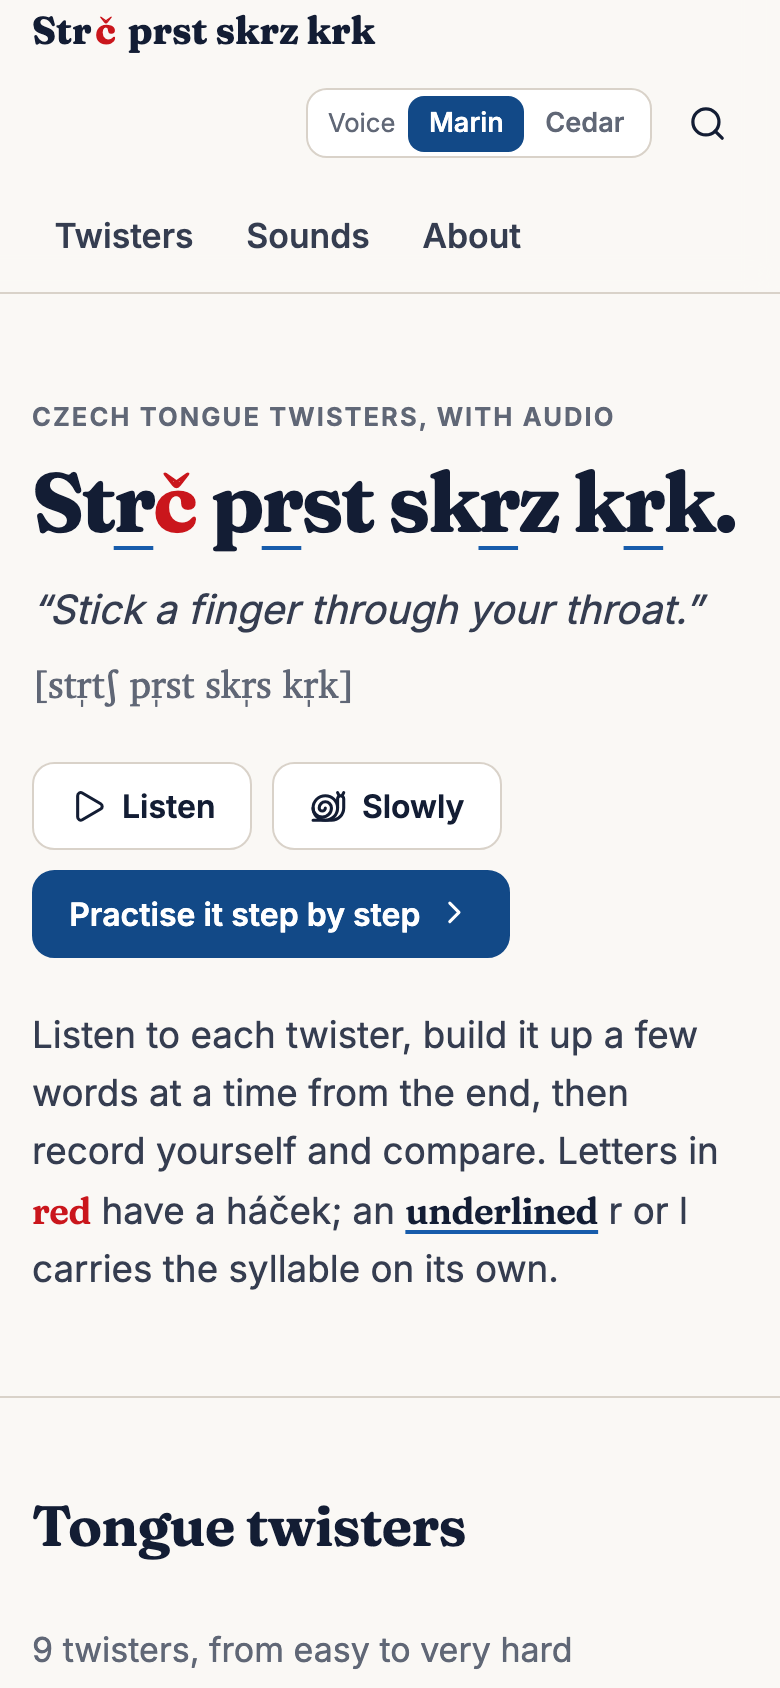 Strč prst skrz krk
Voice Marin Cedar
Twisters Sounds About
CZECH TONGUE TWISTERS, WITH AUDIO
Strč prst skrz krk.
“Stick a finger through your throat.”
[str̩tʃ pr̩st skr̩s kr̩k]
Listen Slowly
Practise it step by step
Listen to each twister, build it up a few
words at a time from the end, then
record yourself and compare. Letters in
red have a háček; an underlined r or l
carries the syllable on its own.
Tongue twisters
9 twisters, from easy to very hard